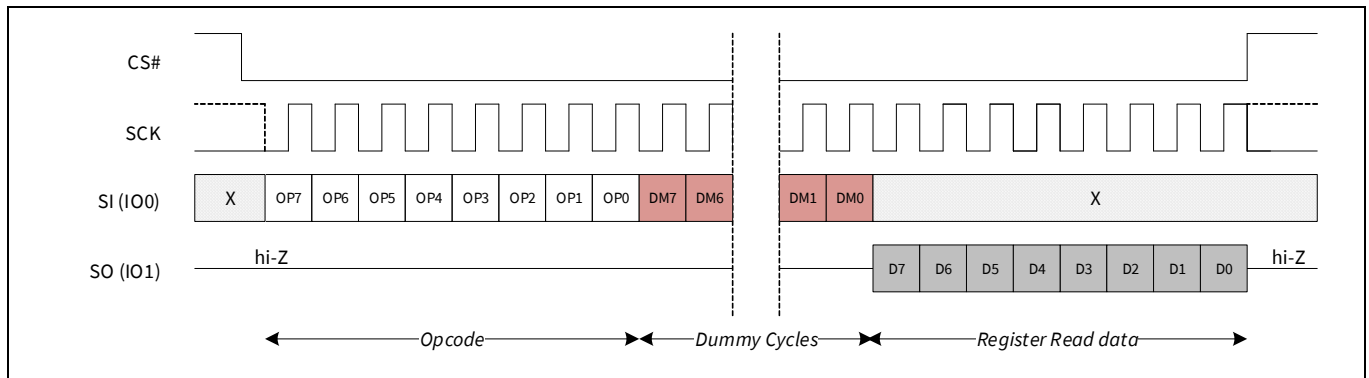 CS#
SCK
SI (IO0) X OP7 OP6 OP5 OP4 OP3 OP2 OP1 OP0 DM7 DM6 DM1 DM0 X
hi-Z
SO (IO1) D7 D6 D5 D4 D3 D2 D1 D0 hi-Z
Opcode Dummy Cycles Register Read data